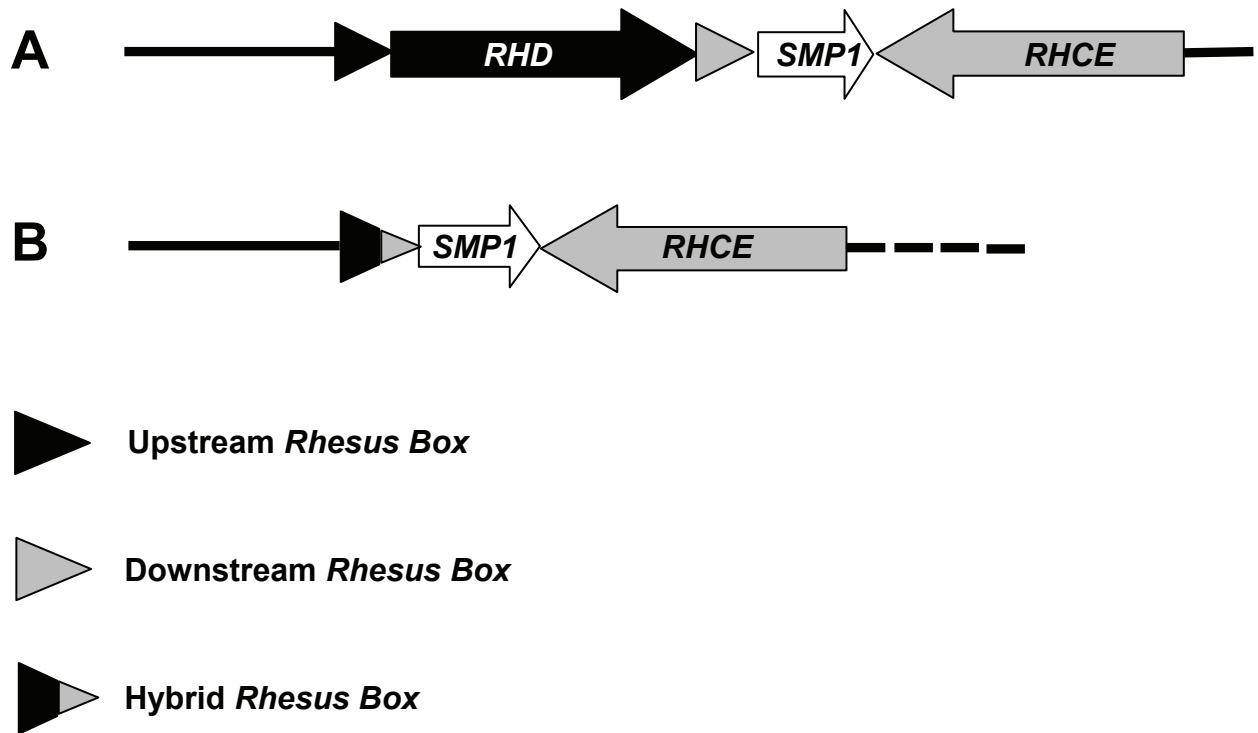 A RHD SMP1 RHCE
B SMP1 RHCE
Upstream Rhesus Box
Downstream Rhesus Box
Hybrid Rhesus Box